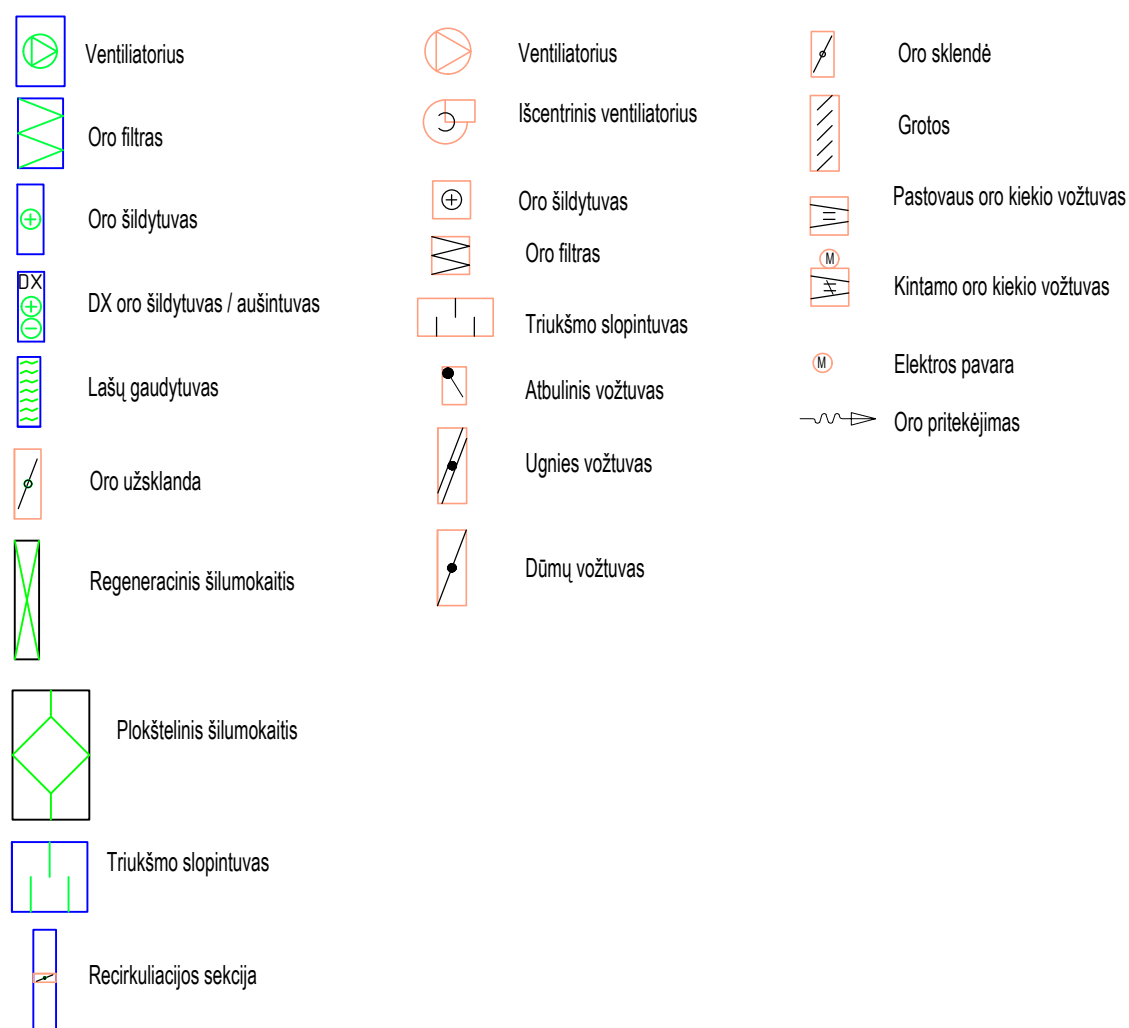 Ventiliatorius
Oro filtras
Oro šildytuvas
DX
DX oro šildytuvas / aušintuvas
Lašų gaudytuvas
Oro užsklanda
Regeneracinis šilumokaitis
Plokštelinis šilumokaitis
Triukšmo slopintuvas
Recirkuliacijos sekcija
Ventiliatorius
Išcentrinis ventiliatorius
Oro šildytuvas
Oro filtras
Triukšmo slopintuvas
Atbulinis vožtuvas
Ugnies vožtuvas
Dūmų vožtuvas
Oro sklendė
Grotos
Pastovaus oro kiekio vožtuvas
M
Kintamo oro kiekio vožtuvas
M
Elektros pavara
Oro pritekėjimas